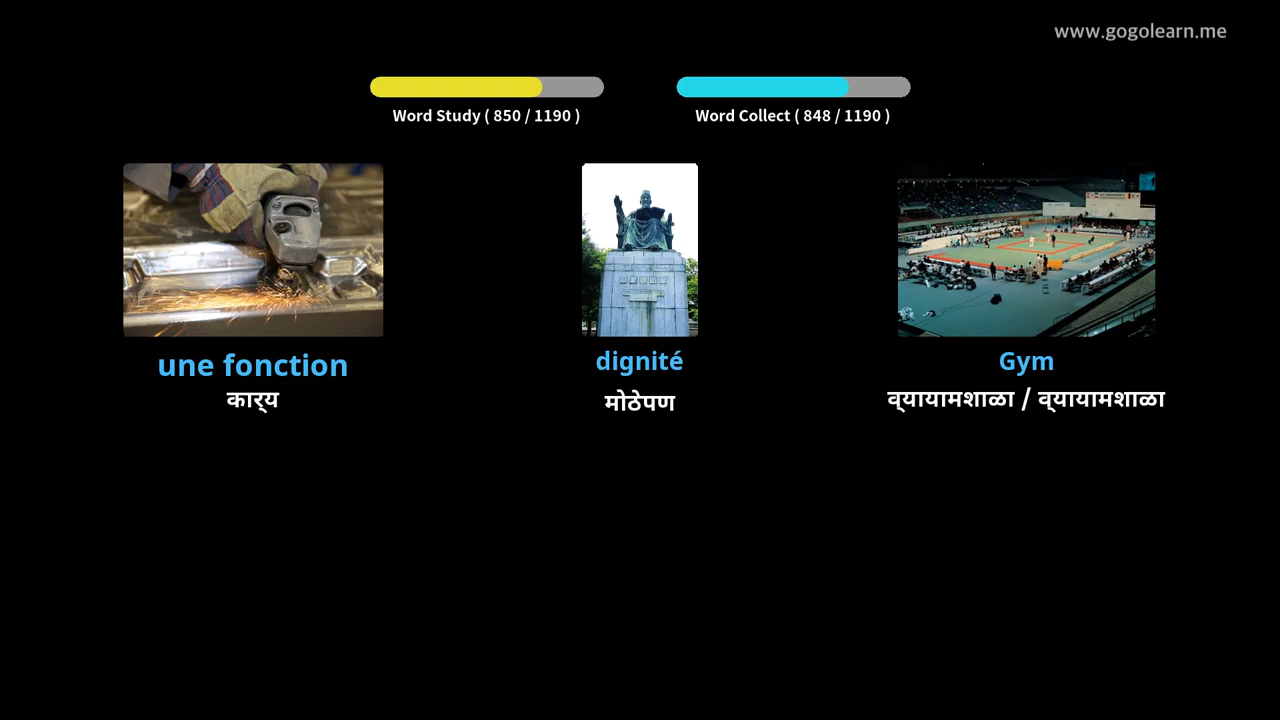 www.gogolearn.me
Word Study ( 850 / 1190 )
Word Collect ( 848 / 1190 )
une fonction
कार्‍य
dignité
मोठेपण
Gym
व्‍यायामशाळा / व्‍यायामशाळा